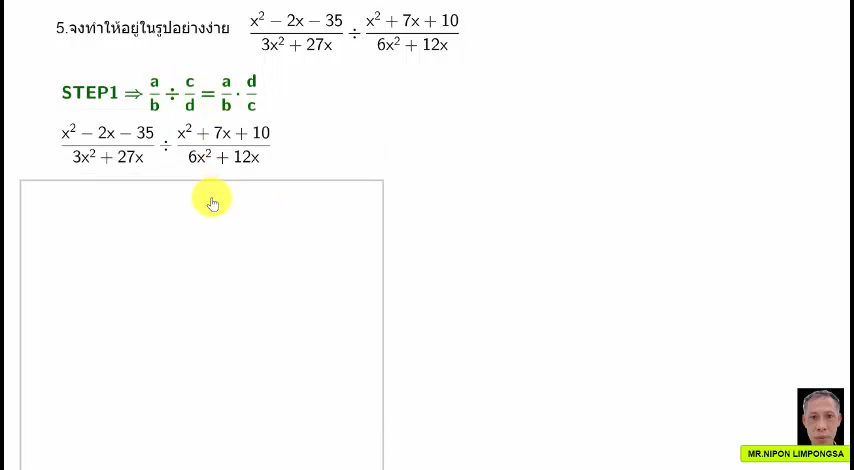 5.จงทำให้อยู่ในรูปอย่างง่าย (x² − 2x − 35)/(3x² + 27x) ÷ (x² + 7x + 10)/(6x² + 12x)
STEP1 ⇒ a/b ÷ c/d = a/b · d/c
(x² − 2x − 35)/(3x² + 27x) ÷ (x² + 7x + 10)/(6x² + 12x)
MR.NIPON LIMPONGSA